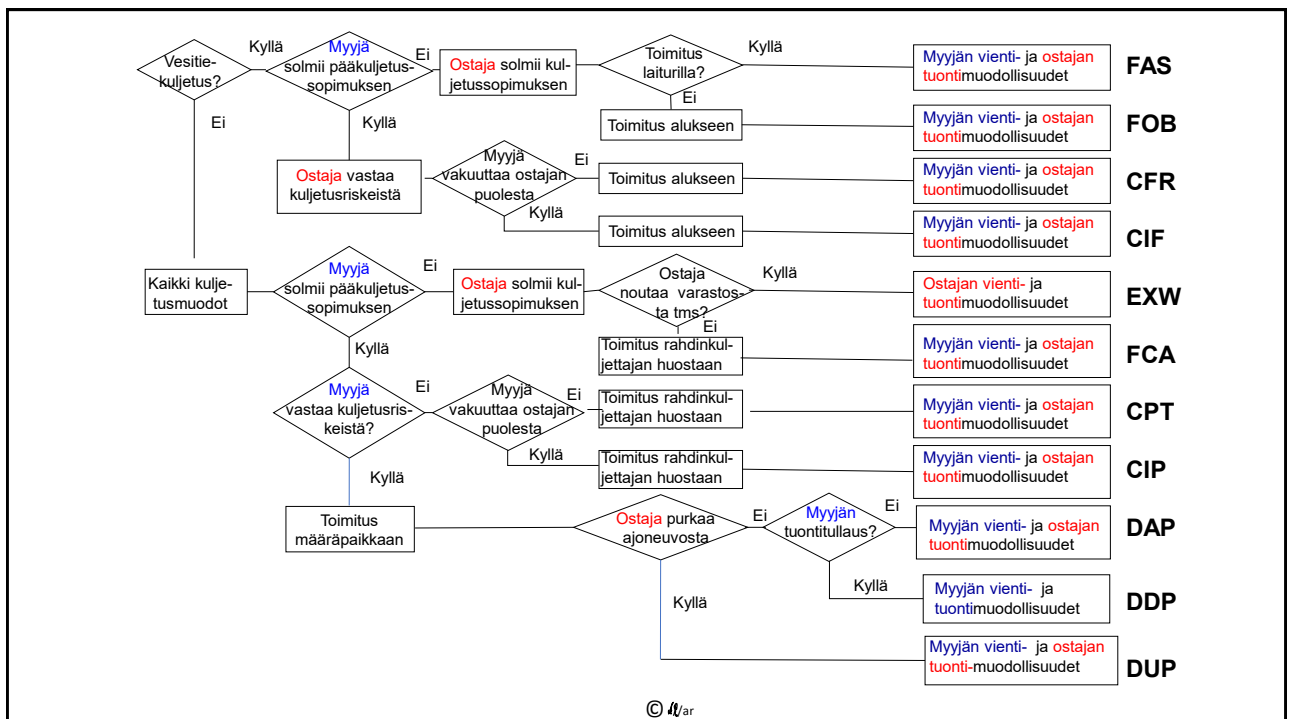 Vesitie-
kuljetus?
Kyllä
Myyjä
solmii pääkuljetus-
sopimuksen
Ei
Ostaja solmii kul-
jetussopimuksen
Toimitus
laiturilla?
Kyllä
Myyjän vienti- ja ostajan
tuontimuodollisuudet
FAS
Ei
Kyllä
Ei
Toimitus alukseen
Myyjän vienti- ja ostajan
tuontimuodollisuudet
FOB
Ostaja vastaa
kuljetusriskeistä
Myyjä
vakuuttaa ostajan
puolesta
Ei
Toimitus alukseen
Myyjän vienti- ja ostajan
tuontimuodollisuudet
CFR
Kyllä
Toimitus alukseen
Myyjän vienti- ja ostajan
tuontimuodollisuudet
CIF
Kaikki kulje-
tusmuodot
Myyjä
solmii pääkuljetus-
sopimuksen
Ei
Ostaja solmii kul-
jetussopimuksen
Ostaja
noutaa varastos-
ta tms?
Kyllä
Ostajan vienti- ja
tuontimuodollisuudet
EXW
Ei
Toimitus rahdinkul-
jettajan huostaan
Myyjän vienti- ja ostajan
tuontimuodollisuudet
FCA
Kyllä
Myyjä
vastaa kuljetusris-
keistä?
Ei
Myyjä
vakuuttaa ostajan
puolesta
Ei
Toimitus rahdinkul-
jettajan huostaan
Myyjän vienti- ja ostajan
tuontimuodollisuudet
CPT
Kyllä
Toimitus rahdinkul-
jettajan huostaan
Myyjän vienti- ja ostajan
tuontimuodollisuudet
CIP
Kyllä
Toimitus
määräpaikkaan
Ostaja purkaa
ajoneuvosta
Ei
Myyjän
tuontitullaus?
Ei
Myyjän vienti- ja ostajan
tuontimuodollisuudet
DAP
Kyllä
Myyjän vienti- ja
tuontimuodollisuudet
DDP
Kyllä
Myyjän vienti- ja ostajan
tuonti-muodollisuudet
DUP
© /ar